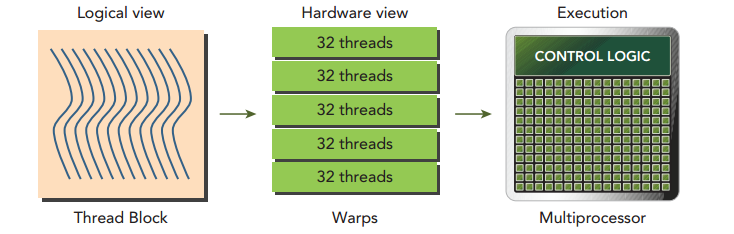 Logical view
Hardware view
Execution
32 threads
32 threads
32 threads
32 threads
32 threads
CONTROL LOGIC
Thread Block
Warps
Multiprocessor